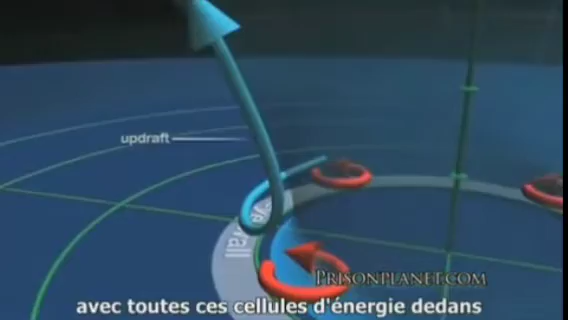 updraft
PRISONPLANET.COM
avec toutes ces cellules d'énergie dedans